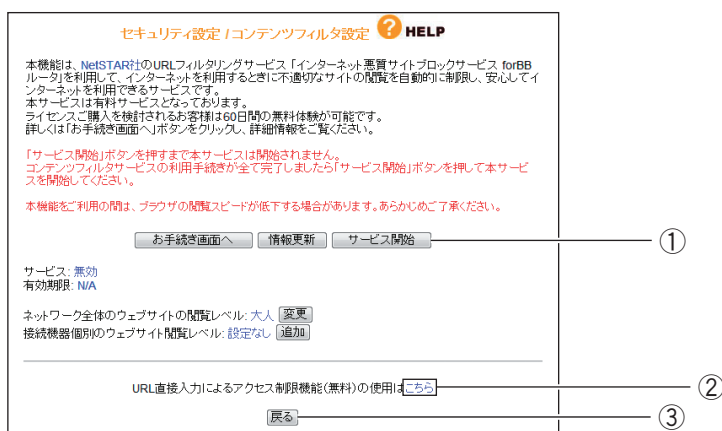 セキュリティ設定 / コンテンツフィルタ設定 ? HELP
本機能は、NetSTAR社のURLフィルタリングサービス「インターネット悪質サイトブロックサービス forBB
ルータ」を利用して、インターネットを利用するときに不適切なサイトの閲覧を自動的に制限し、安心してイ
ンターネットを利用できるサービスです。
本サービスは有料サービスとなっております。
ライセンスご購入を検討されるお客様は60日間の無料体験が可能です。
詳しくは「お手続き画面へ」ボタンをクリックし、詳細情報をご覧ください。
「サービス開始」ボタンを押すまで本サービスは開始されません。
コンテンツフィルタサービスの利用手続きが全て完了しましたら「サービス開始」ボタンを押して本サービ
スを開始してください。
本機能をご利用の間は、ブラウザの閲覧スピードが低下する場合があります。あらかじめご了承ください。
お手続き画面へ 情報更新 サービス開始 ①
サービス: 無効
有効期限: N/A
ネットワーク全体のウェブサイトの閲覧レベル: 大人 変更
接続機器個別のウェブサイト閲覧レベル: 設定なし 追加
URL直接入力によるアクセス制限機能(無料)の使用はこちら ②
戻る ③